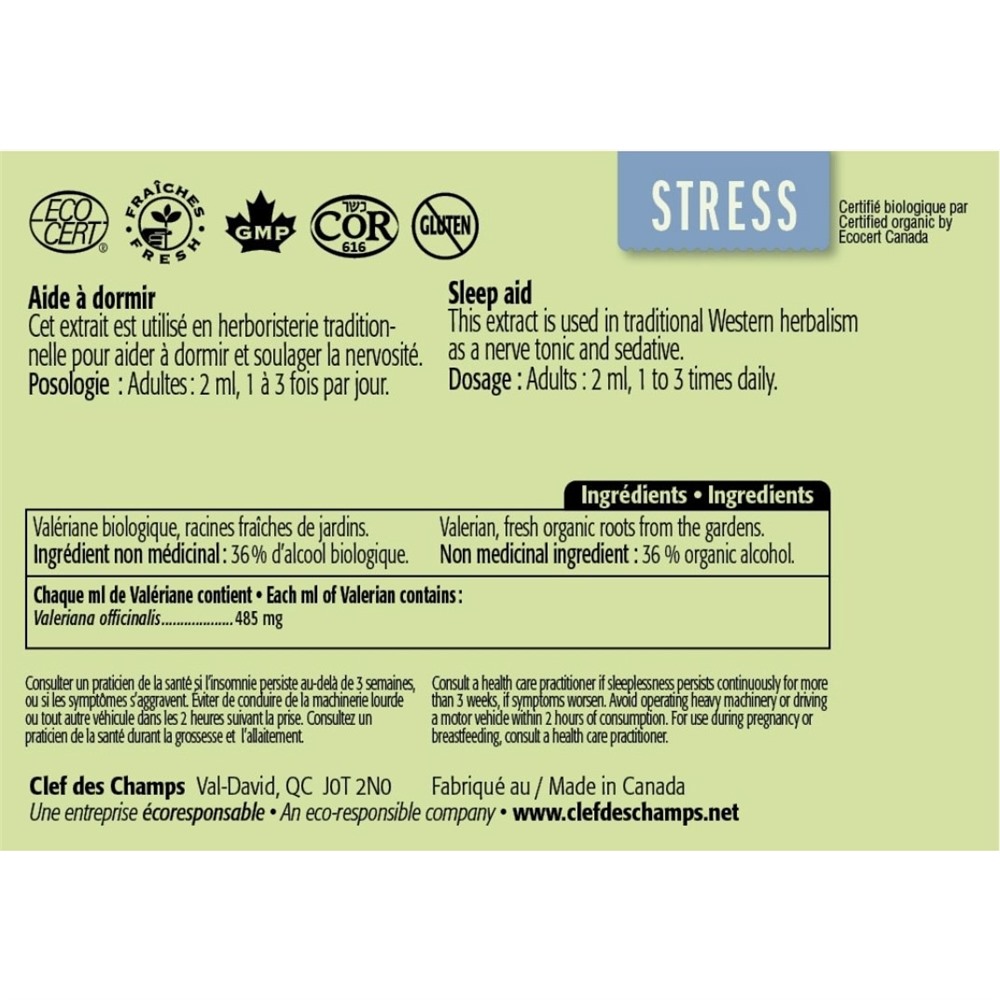 ECO
CERT
®
FRAÎCHES
FRESH
GMP
כשר
COR
616
GLUTEN
STRESS
Certifié biologique par
Certified organic by
Ecocert Canada
Aide à dormir
Cet extrait est utilisé en herboristerie tradition-
nelle pour aider à dormir et soulager la nervosité.
Posologie : Adultes : 2 ml, 1 à 3 fois par jour.
Sleep aid
This extract is used in traditional Western herbalism
as a nerve tonic and sedative.
Dosage : Adults : 2 ml, 1 to 3 times daily.
Ingrédients • Ingredients
Valériane biologique, racines fraîches de jardins.
Ingrédient non médicinal : 36 % d'alcool biologique.
Valerian, fresh organic roots from the gardens.
Non medicinal ingredient : 36 % organic alcohol.
Chaque ml de Valériane contient • Each ml of Valerian contains :
Valeriana officinalis...................485 mg
Consulter un praticien de la santé si l'insomnie persiste au-delà de 3 semaines,
ou si les symptômes s'aggravent. Éviter de conduire de la machinerie lourde
ou tout autre véhicule dans les 2 heures suivant la prise. Consultez un
praticien de la santé durant la grossesse et l'allaitement.
Consult a health care practitioner if sleeplessness persists continuously for more
than 3 weeks, if symptoms worsen. Avoid operating heavy machinery or driving
a motor vehicle within 2 hours of consumption. For use during pregnancy or
breastfeeding, consult a health care practitioner.
Clef des Champs Val-David, QC J0T 2N0 Fabriqué au / Made in Canada
Une entreprise écoresponsable • An eco-responsible company • www.clefdeschamps.net